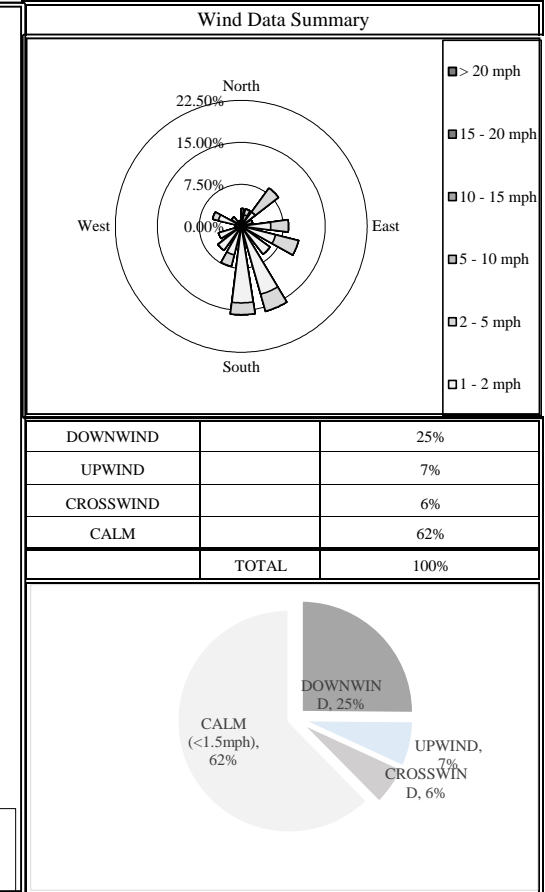 Wind Data Summary
North
22.50%
15.00%
7.50%
0.00%
West
East
South
> 20 mph
15 - 20 mph
10 - 15 mph
5 - 10 mph
2 - 5 mph
1 - 2 mph
DOWNWIND 25%
UPWIND 7%
CROSSWIND 6%
CALM 62%
TOTAL 100%
DOWNWIN
D, 25%
CALM
(<1.5mph),
62%
UPWIND,
7%
CROSSWIN
D, 6%